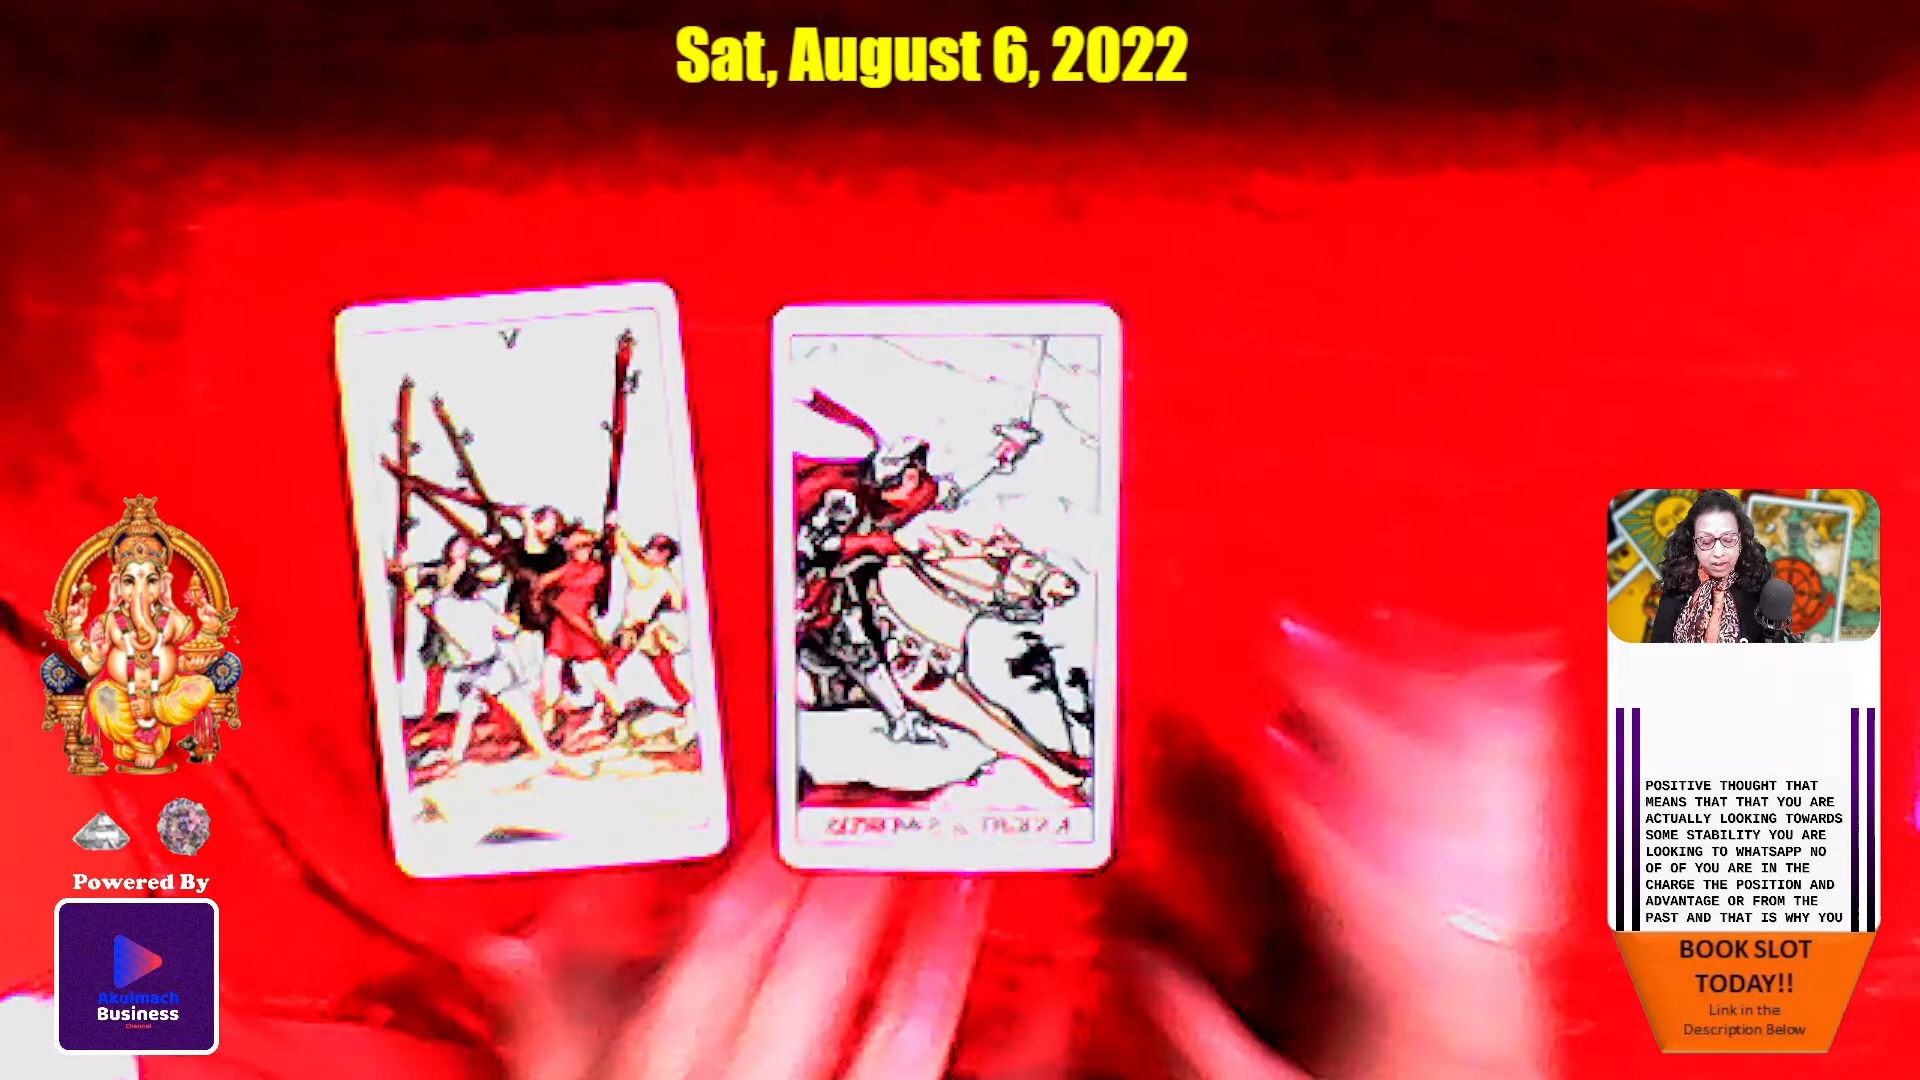 Sat, August 6, 2022
V
Powered By
Akulmach
Business
Channel
POSITIVE THOUGHT THAT
MEANS THAT THAT YOU ARE
ACTUALLY LOOKING TOWARDS
SOME STABILITY YOU ARE
LOOKING TO WHATSAPP NO
OF OF YOU ARE IN THE
CHARGE THE POSITION AND
ADVANTAGE OR FROM THE
PAST AND THAT IS WHY YOU
BOOK SLOT
TODAY!!
Link in the
Description Below